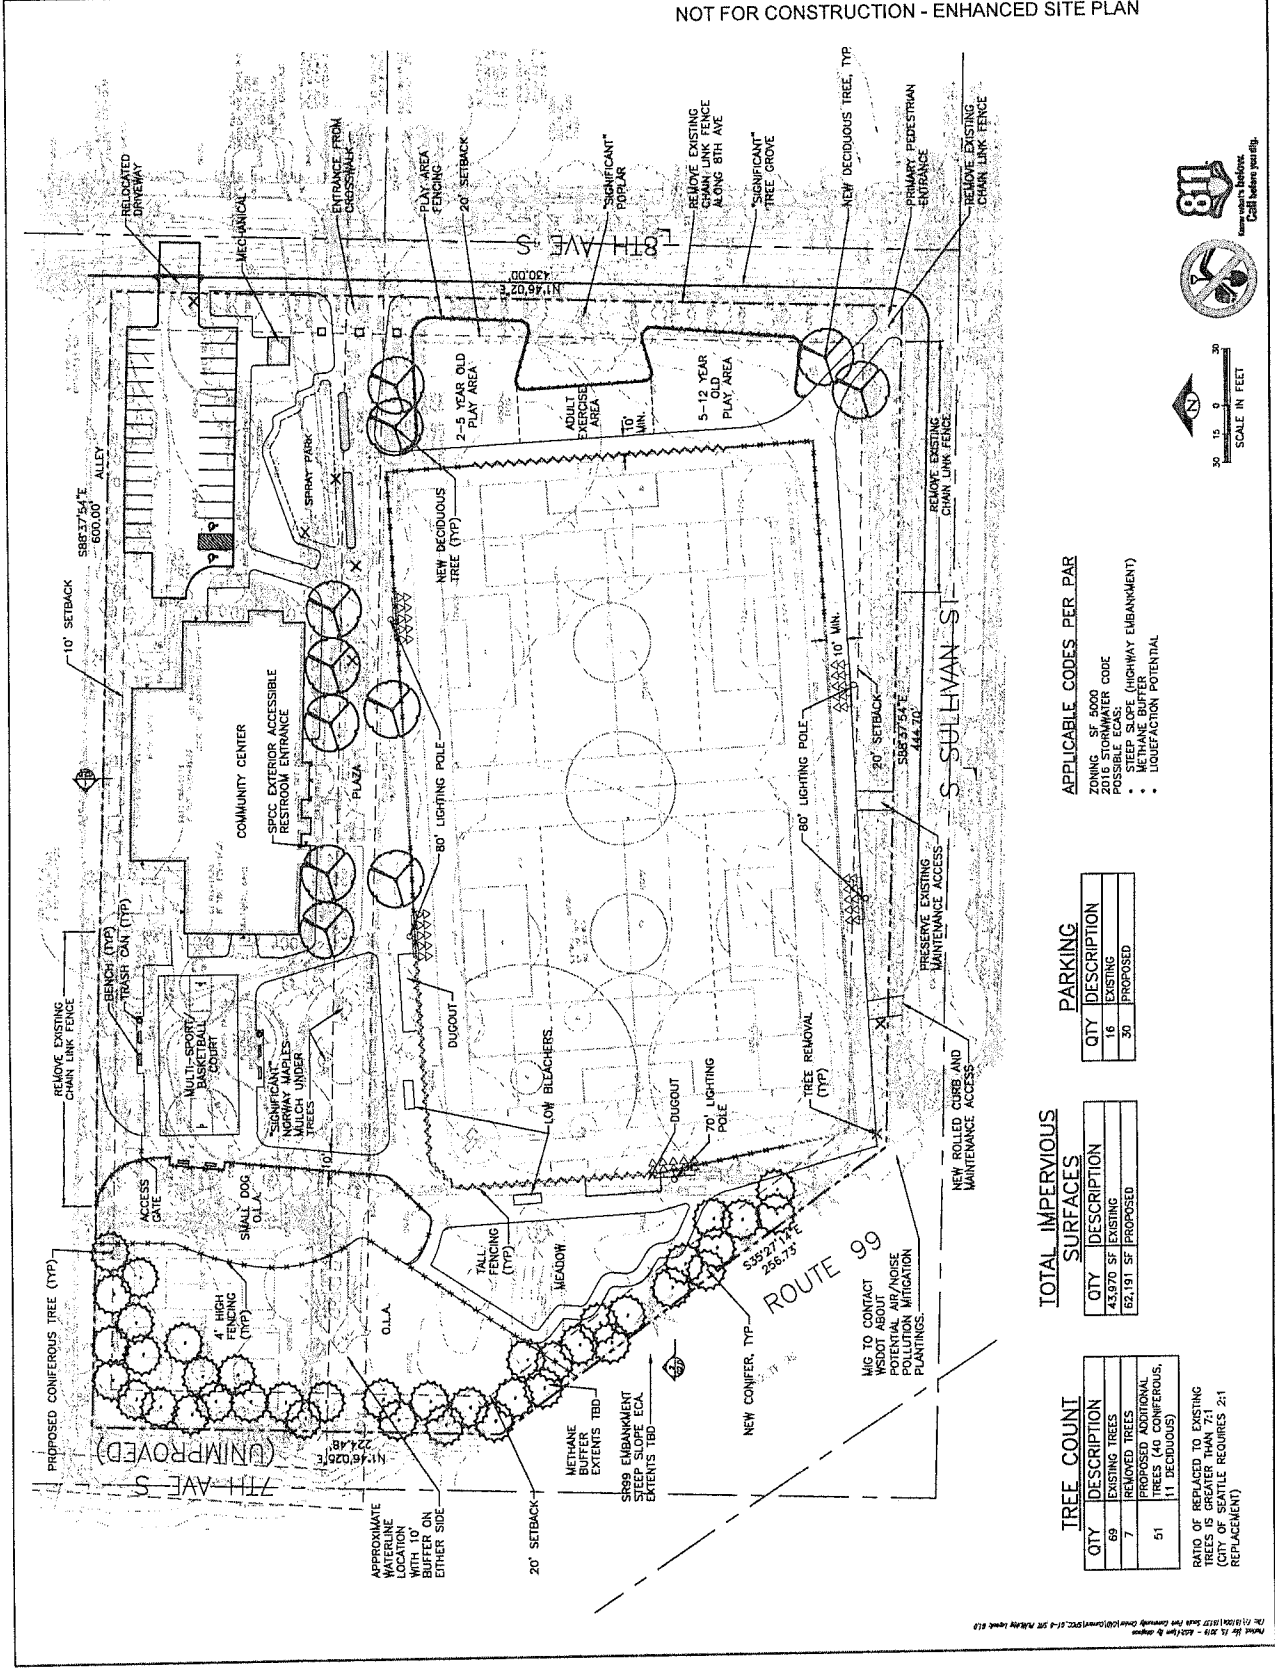 NOT FOR CONSTRUCTION - ENHANCED SITE PLAN
RELOCATED
DRIVEWAY
MECHANICAL
ENTRANCE FROM
CROSSWALK
PLAY AREA
FENCING
20' SETBACK
"SIGNIFICANT"
POPLAR
REMOVE EXISTING
CHAIN LINK FENCE
ALONG 8TH AVE
"SIGNIFICANT"
TREE GROVE
NEW DECIDUOUS TREE, TYP.
PRIMARY PEDESTRIAN
ENTRANCE
REMOVE EXISTING
CHAIN LINK FENCE
8TH AVE S
N1°46'02"E
430.00'
10' SETBACK
S88°37'54"E
600.00'
ALLEY
SPRAY PARK
2-5 YEAR OLD
PLAY AREA
ADULT
EXERCISE
AREA
10'
MIN.
5-12 YEAR
OLD
PLAY AREA
REMOVE EXISTING
CHAIN LINK FENCE
NEW DECIDUOUS
TREE (TYP)
COMMUNITY CENTER
SPCC EXTERIOR ACCESSIBLE
RESTROOM ENTRANCE
PLAZA
80' LIGHTING POLE
80' LIGHTING POLE
10' MIN.
20' SETBACK
S88°37'54"E
444.70'
S SULLIVAN ST
PRESERVE EXISTING
MAINTENANCE ACCESS
REMOVE EXISTING
CHAIN LINK FENCE
BENCH (TYP)
TRASH CAN (TYP)
MULTI-SPORT/
BASKETBALL
COURT
"SIGNIFICANT"
NORWAY MAPLES-
MULCH UNDER
TREES
10'
DUGOUT
LOW BLEACHERS
DUGOUT
70' LIGHTING
POLE
TREE REMOVAL
(TYP)
NEW ROLLED CURB AND
MAINTENANCE ACCESS
ACCESS
GATE
SMALL DOG
O.L.A.
PROPOSED CONIFEROUS TREE (TYP)
4' HIGH
FENCING
(TYP)
O.L.A.
TALL
FENCING
(TYP)
MEADOW
S35°27'14"E
256.73'
ROUTE 99
MIG TO CONTACT
WSDOT ABOUT
POTENTIAL AIR/NOISE
POLLUTION MITIGATION
PLANTINGS.
NEW CONIFER, TYP.
7TH AVE S
(UNIMPROVED)
N1°46'02"E
224.48'
METHANE
BUFFER
EXTENTS TBD
SR99 EMBANKMENT
STEEP SLOPE ECA.
EXTENTS TBD
APPROXIMATE
WATERLINE
LOCATION
WITH 10'
BUFFER ON
EITHER SIDE
20' SETBACK
TREE COUNT
QTY DESCRIPTION
69 EXISTING TREES
7 REMOVED TREES
51 PROPOSED ADDITIONAL
TREES (40 CONIFEROUS,
11 DECIDUOUS)
RATIO OF REPLACED TO EXISTING
TREES IS GREATER THAN 7:1
(CITY OF SEATTLE REQUIRES 2:1
REPLACEMENT)
TOTAL IMPERVIOUS
SURFACES
QTY DESCRIPTION
43,970 SF EXISTING
62,191 SF PROPOSED
PARKING
QTY DESCRIPTION
16 EXISTING
30 PROPOSED
APPLICABLE CODES PER PAR
ZONING SF 5000
2016 STORMWATER CODE
POSSIBLE ECAS:
• STEEP SLOPE (HIGHWAY EMBANKMENT)
• METHANE BUFFER
• LIQUEFACTION POTENTIAL
N
30 15 0 30
SCALE IN FEET
811
Know what's below.
Call before you dig.